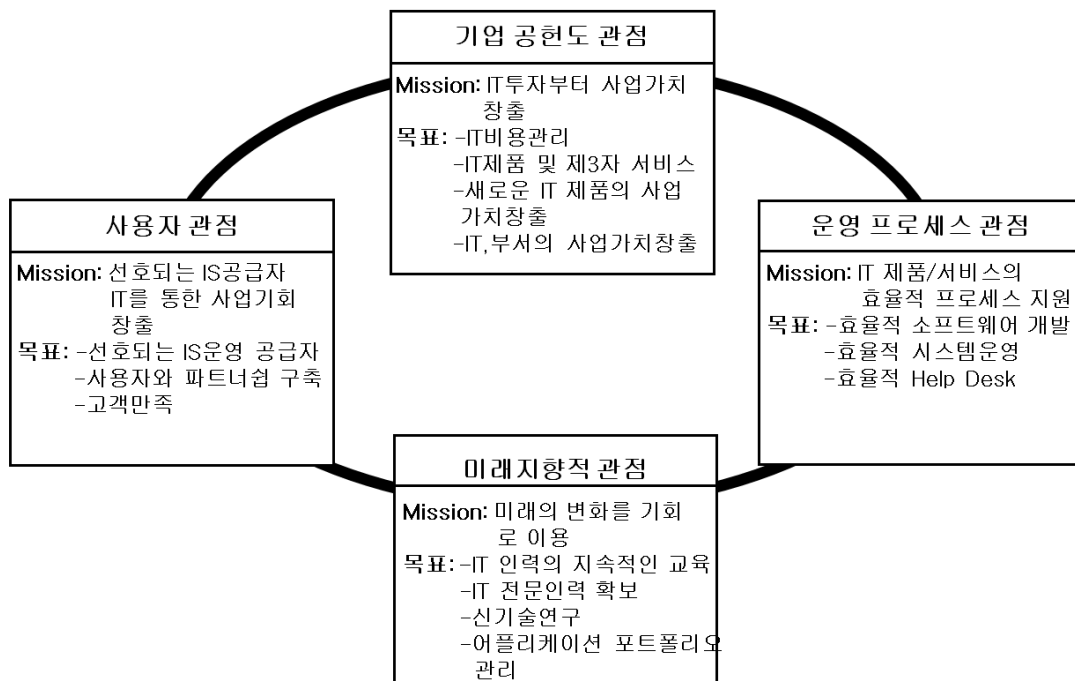 기업 공헌도 관점
Mission: IT투자부터 사업가치
창출
목표: -IT비용관리
-IT제품 및 제3자 서비스
-새로운 IT 제품의 사업
가치창출
-IT,부서의 사업가치창출
사용자 관점
Mission: 선호되는 IS공급자
IT를 통한 사업기회
창출
목표: -선호되는 IS운영 공급자
-사용자와 파트너쉽 구축
-고객만족
운영 프로세스 관점
Mission: IT 제품/서비스의
효율적 프로세스 지원
목표: -효율적 소프트웨어 개발
-효율적 시스템운영
-효율적 Help Desk
미래지향적 관점
Mission: 미래의 변화를 기회
로 이용
목표: -IT 인력의 지속적인 교육
-IT 전문인력 확보
-신기술연구
-어플리케이션 포트폴리오
관리